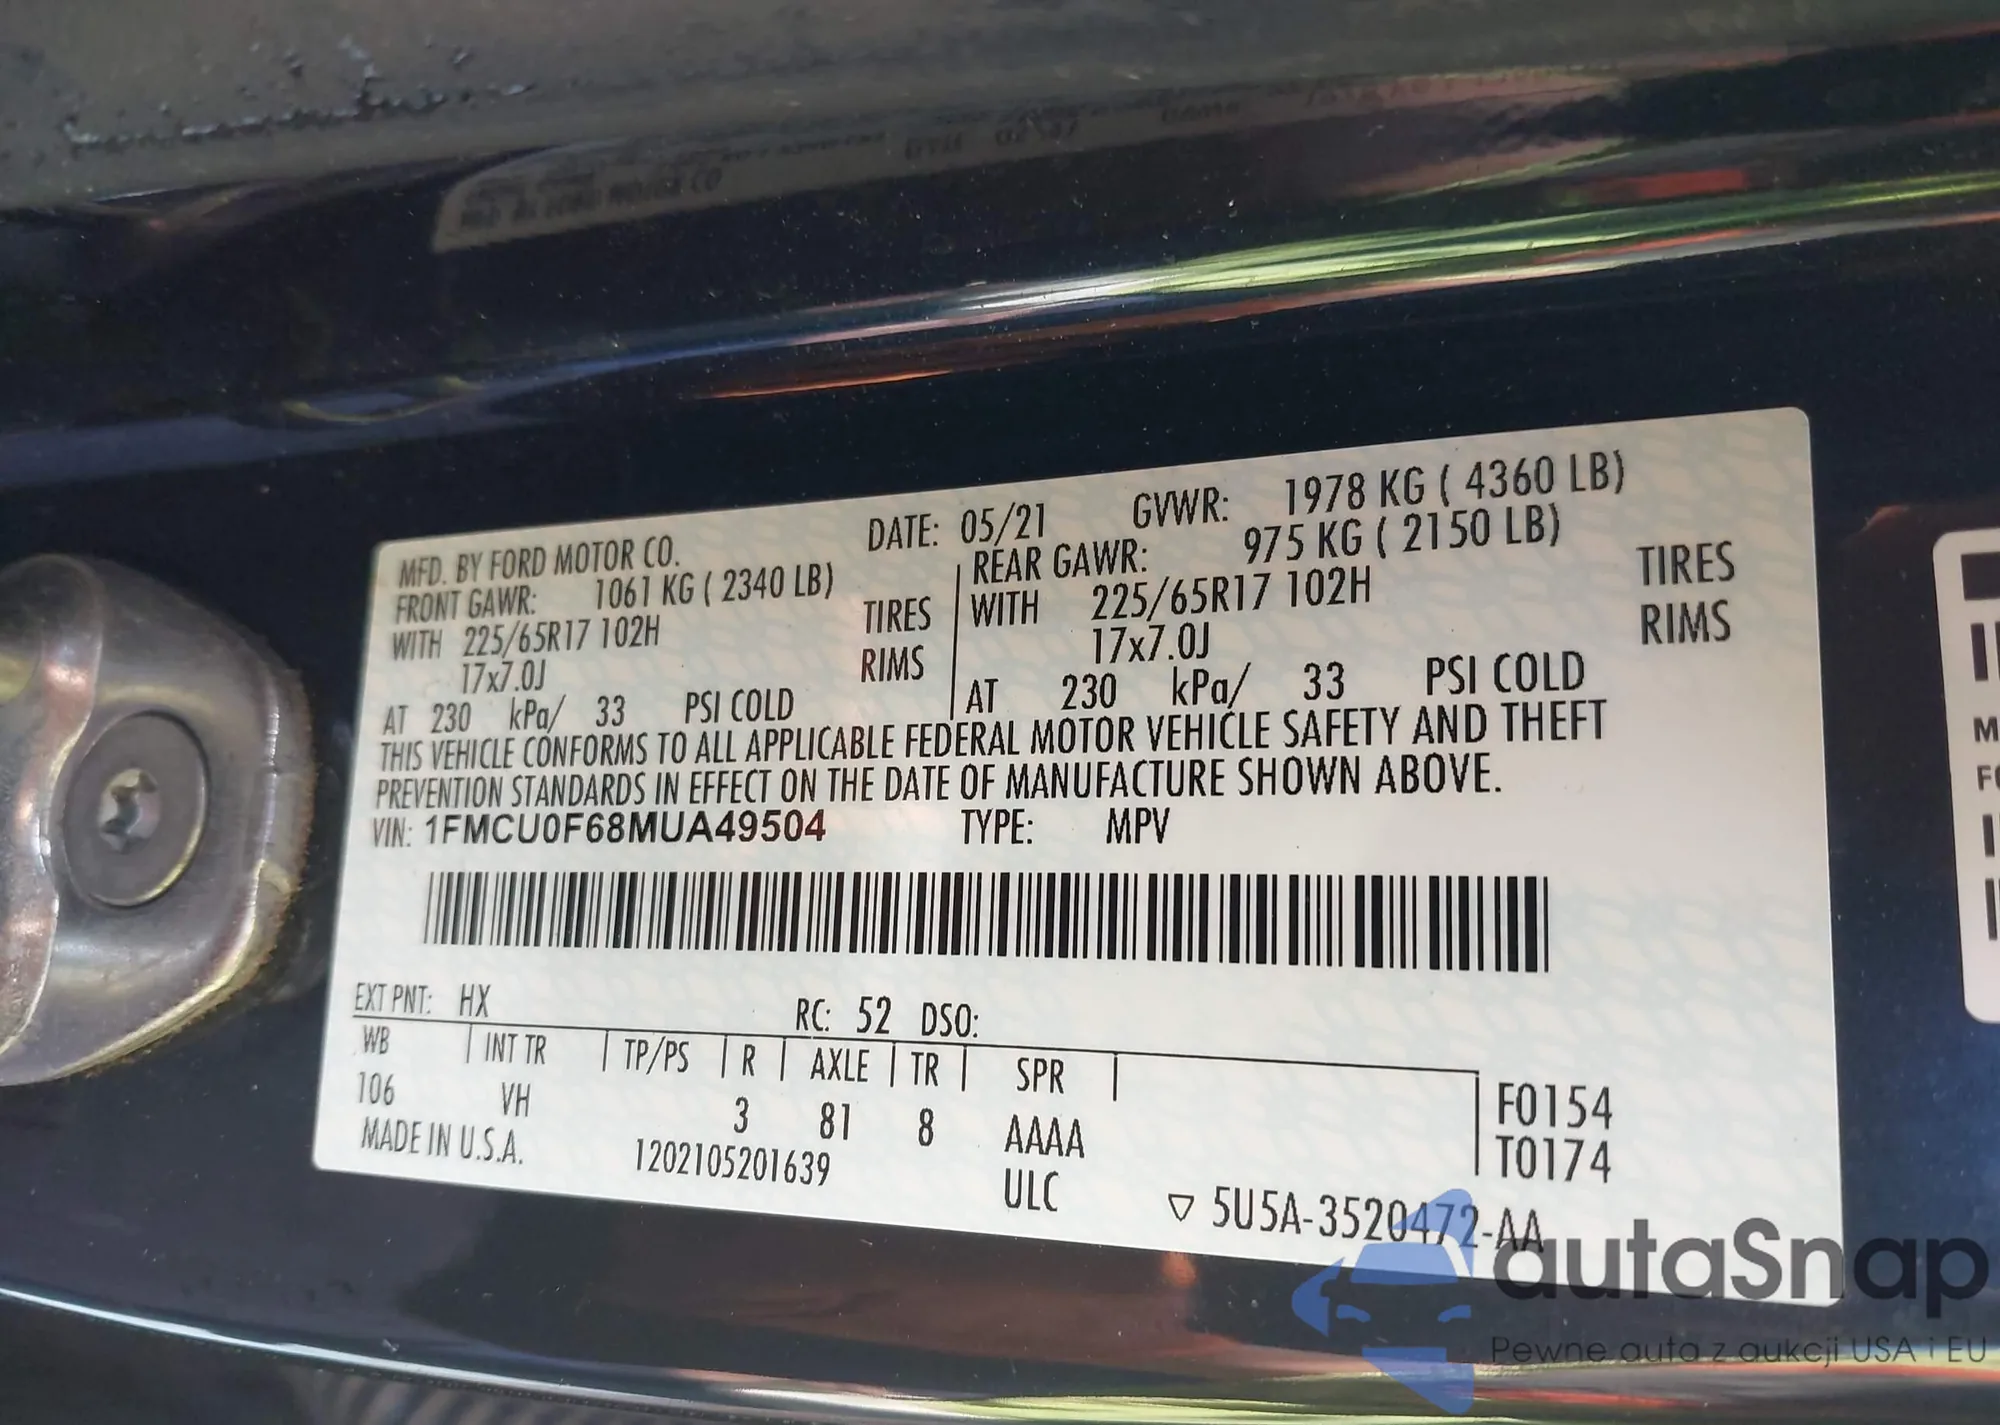 MFD. BY FORD MOTOR CO. DATE: 05/21 GVWR: 1978 KG ( 4360 LB)
FRONT GAWR: 1061 KG ( 2340 LB) REAR GAWR: 975 KG ( 2150 LB)
WITH 225/65R17 102H TIRES WITH 225/65R17 102H TIRES
17x7.0J RIMS 17x7.0J RIMS
AT 230 kPa/ 33 PSI COLD AT 230 kPa/ 33 PSI COLD
THIS VEHICLE CONFORMS TO ALL APPLICABLE FEDERAL MOTOR VEHICLE SAFETY AND THEFT
PREVENTION STANDARDS IN EFFECT ON THE DATE OF MANUFACTURE SHOWN ABOVE.
VIN: 1FMCU0F68MUA49504 TYPE: MPV
EXT PNT: HX RC: 52 DSO:
WB INT TR TP/PS R AXLE TR SPR
106 VH 3 81 8 AAAA F0154
MADE IN U.S.A. 1202105201639 ULC T0174
▽ 5U5A-3520472-AA
autaSnap
Pewne auta z aukcji USA i EU